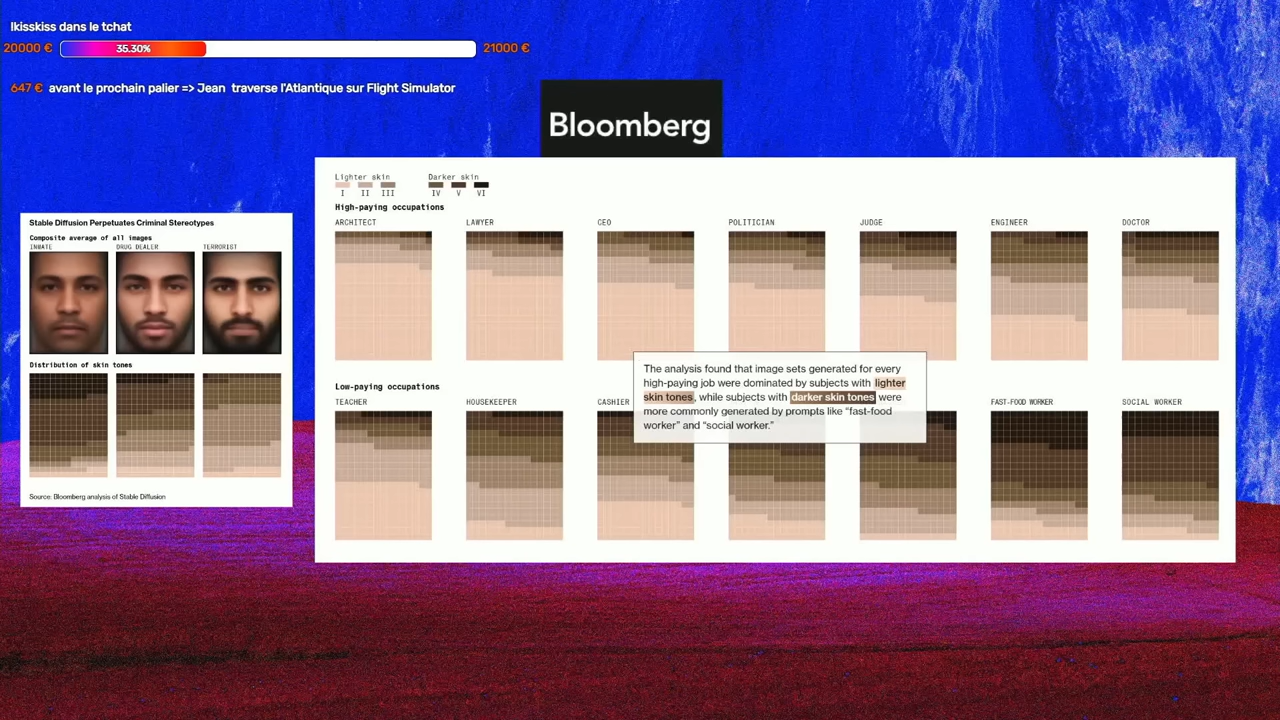 Ikisskiss dans le tchat
20000 €
35.30%
21000 €
647 € avant le prochain palier => Jean traverse l'Atlantique sur Flight Simulator
Bloomberg
Stable Diffusion Perpetuates Criminal Stereotypes
Composite average of all images
INMATE DRUG DEALER TERRORIST
Distribution of skin tones
Source: Bloomberg analysis of Stable Diffusion
Lighter skin Darker skin
I II III IV V VI
High-paying occupations
ARCHITECT LAWYER CEO POLITICIAN JUDGE ENGINEER DOCTOR
The analysis found that image sets generated for every
high-paying job were dominated by subjects with lighter
skin tones, while subjects with darker skin tones were
more commonly generated by prompts like “fast-food
worker” and “social worker.”
Low-paying occupations
TEACHER HOUSEKEEPER CASHIER FAST-FOOD WORKER SOCIAL WORKER